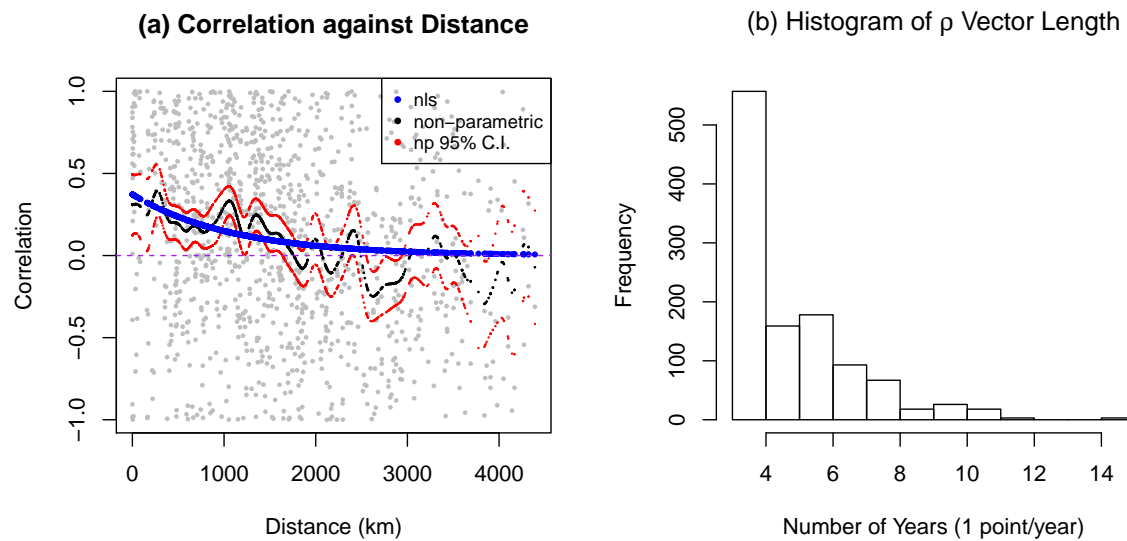 (a) Correlation against Distance
nls
non−parametric
np 95% C.I.
1.0
0.5
0.0
−0.5
−1.0
Correlation
0 1000 2000 3000 4000
Distance (km)
(b) Histogram of ρ Vector Length
500
400
300
200
100
0
Frequency
4 6 8 10 12 14
Number of Years (1 point/year)